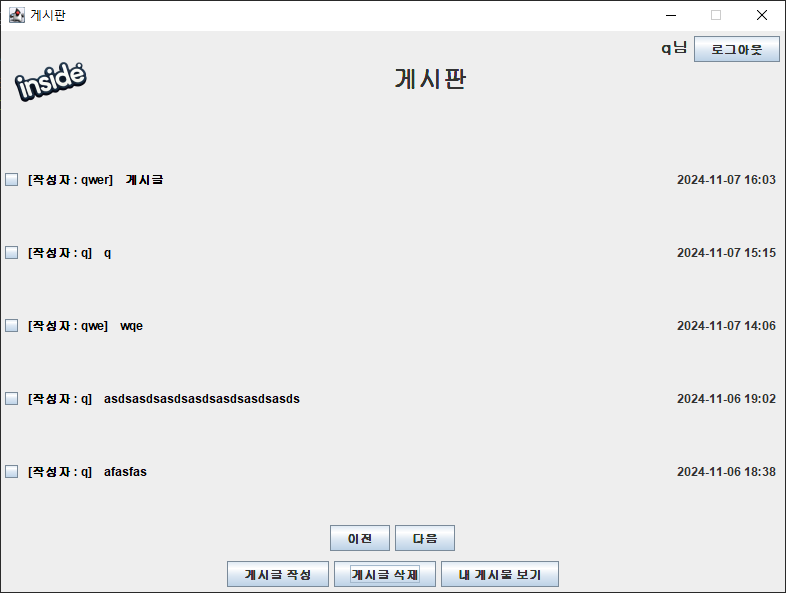 게시판
q님 로그아웃
inside
게시판
[작성자 : qwer] 게시글 2024-11-07 16:03
[작성자 : q] q 2024-11-07 15:15
[작성자 : qwe] wqe 2024-11-07 14:06
[작성자 : q] asdsasdsasdsasdsasdsasdsasds 2024-11-06 19:02
[작성자 : q] afasfas 2024-11-06 18:38
이전 다음
게시글 작성 게시글 삭제 내 게시물 보기